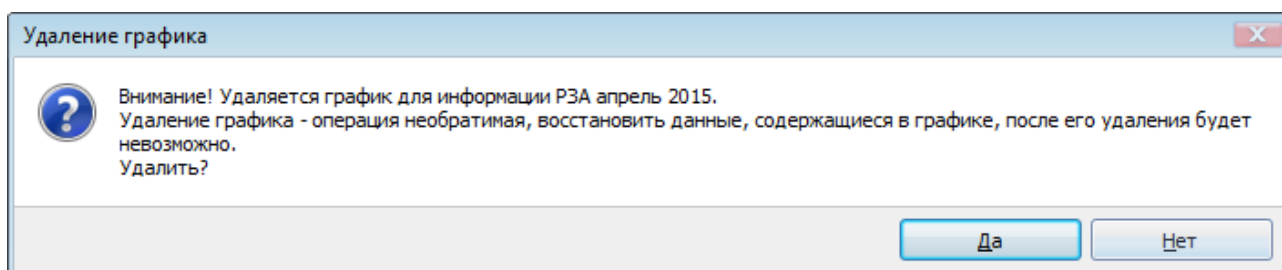 Удаление графика
Внимание! Удаляется график для информации РЗА апрель 2015.
Удаление графика - операция необратимая, восстановить данные, содержащиеся в графике, после его удаления будет
невозможно.
Удалить?
Да
Нет